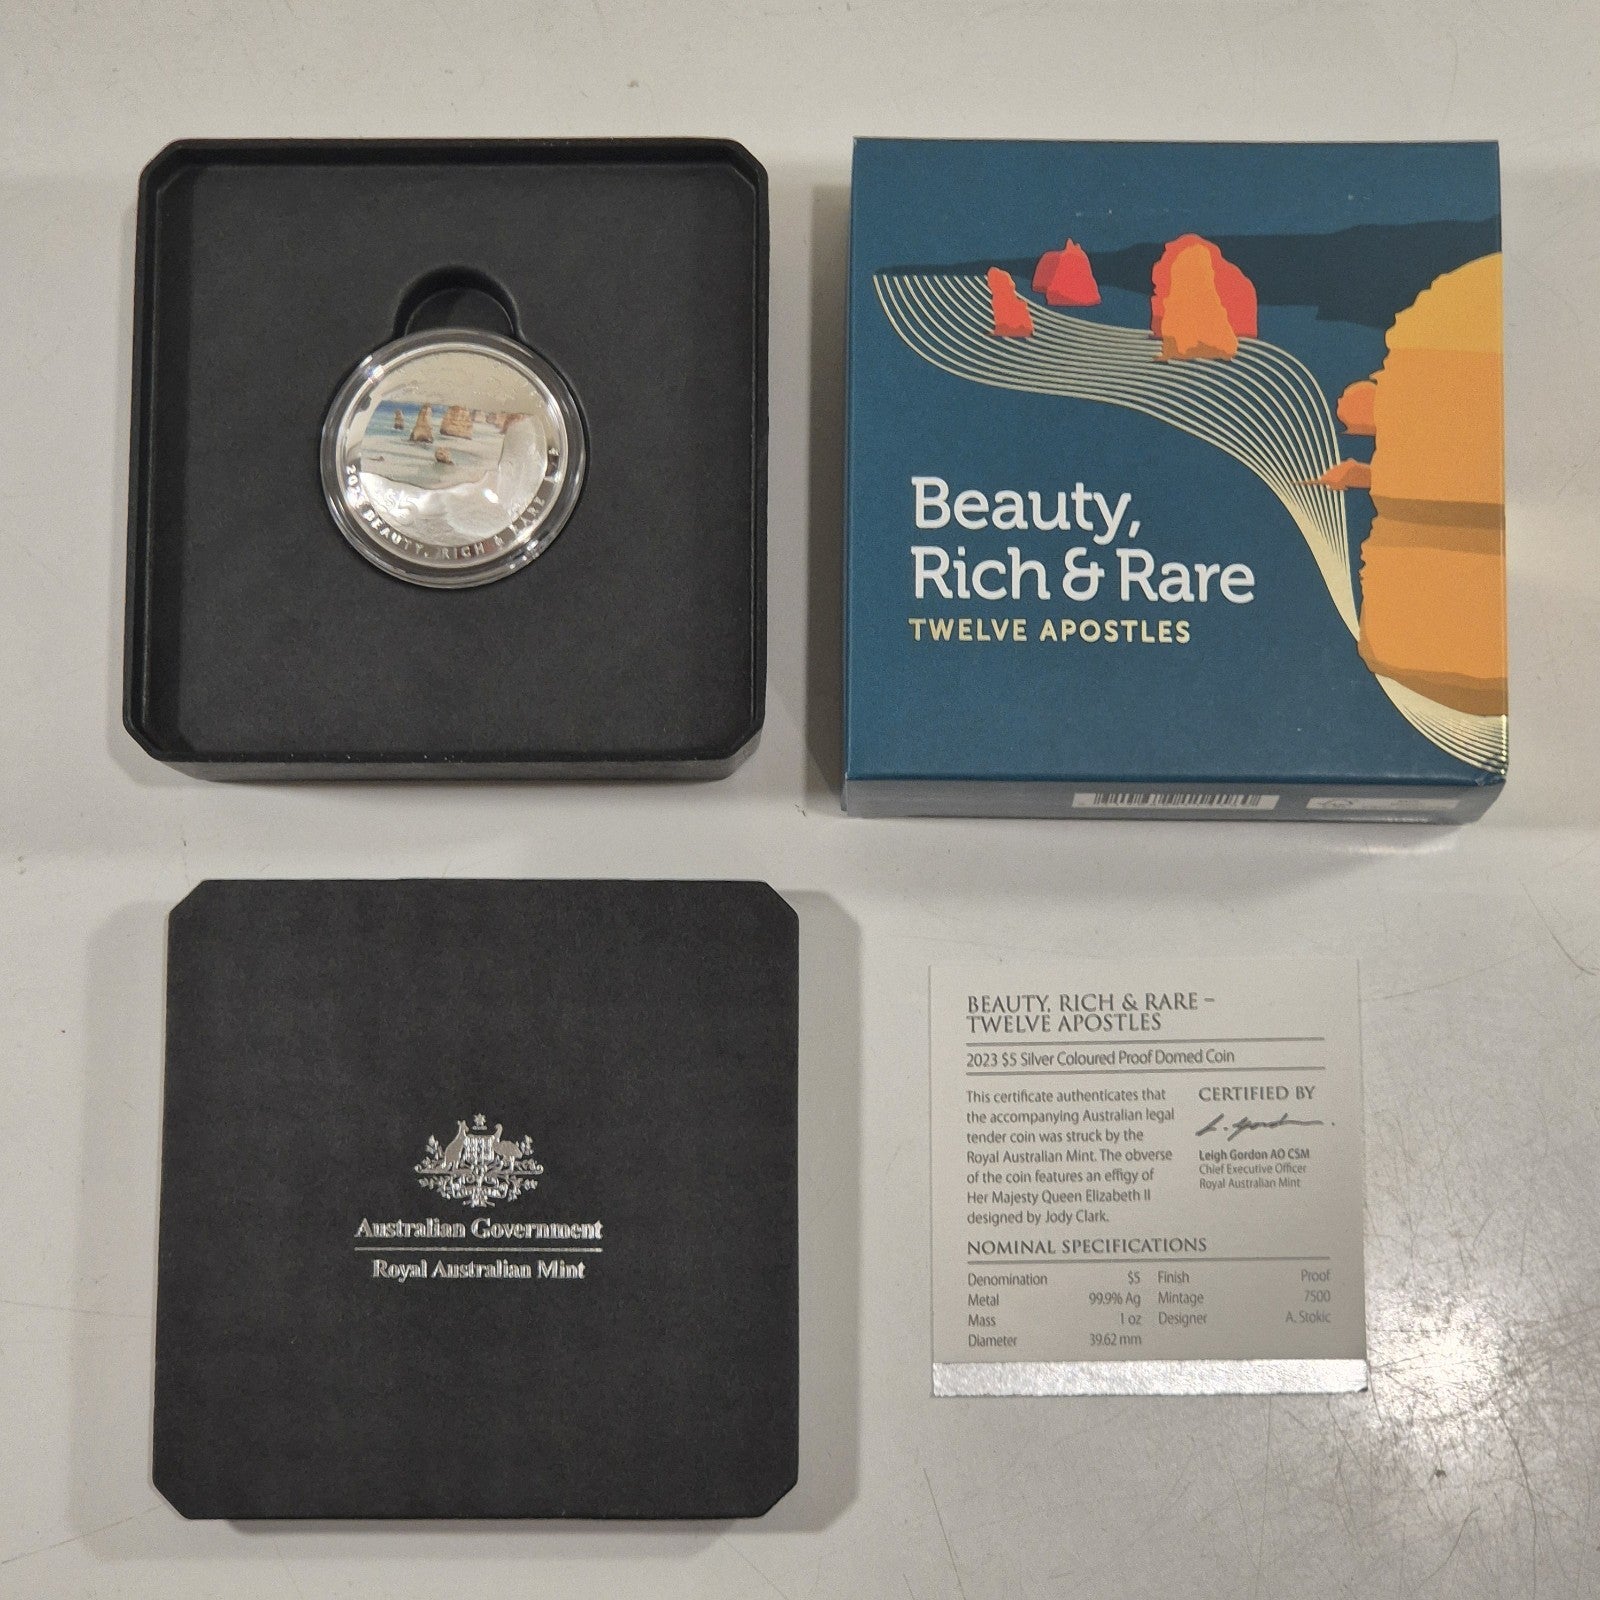 2023 BEAUTY, RICH & RARE
$5
Beauty,
Rich & Rare
TWELVE APOSTLES
Australian Government
Royal Australian Mint
BEAUTY, RICH & RARE –
TWELVE APOSTLES
2023 $5 Silver Coloured Proof Domed Coin
This certificate authenticates that
the accompanying Australian legal
tender coin was struck by the
Royal Australian Mint. The obverse
of the coin features an effigy of
Her Majesty Queen Elizabeth II
designed by Jody Clark.
CERTIFIED BY
L. Gordon.
Leigh Gordon AO CSM
Chief Executive Officer
Royal Australian Mint
NOMINAL SPECIFICATIONS
Denomination $5 Finish Proof
Metal 99.9% Ag Mintage 7500
Mass 1 oz Designer A. Stokic
Diameter 39.62 mm